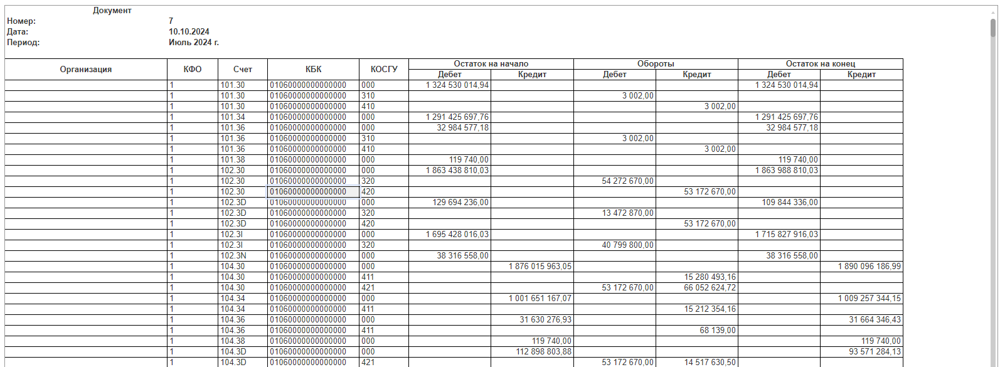 Документ
Номер: 7
Дата: 10.10.2024
Период: Июль 2024 г.
Организация КФО Счет КБК КОСГУ Остаток на начало Обороты Остаток на конец
Дебет Кредит Дебет Кредит Дебет Кредит
1 101.30 01060000000000000 000 1 324 530 014,94 1 324 530 014,94
1 101.30 01060000000000000 310 3 002,00
1 101.30 01060000000000000 410 3 002,00
1 101.34 01060000000000000 000 1 291 425 697,76 1 291 425 697,76
1 101.36 01060000000000000 000 32 984 577,18 32 984 577,18
1 101.36 01060000000000000 310 3 002,00
1 101.36 01060000000000000 410 3 002,00
1 101.38 01060000000000000 000 119 740,00 119 740,00
1 102.30 01060000000000000 000 1 863 438 810,03 1 863 988 810,03
1 102.30 01060000000000000 320 54 272 670,00
1 102.30 01060000000000000 420 53 172 670,00
1 102.3D 01060000000000000 000 129 694 236,00 109 844 336,00
1 102.3D 01060000000000000 320 13 472 870,00
1 102.3D 01060000000000000 420 53 172 670,00
1 102.3I 01060000000000000 000 1 695 428 016,03 1 715 827 916,03
1 102.3I 01060000000000000 320 40 799 800,00
1 102.3N 01060000000000000 000 38 316 558,00 38 316 558,00
1 104.30 01060000000000000 000 1 876 015 963,05 1 890 096 186,99
1 104.30 01060000000000000 411 15 280 493,16
1 104.30 01060000000000000 421 53 172 670,00 66 052 624,72
1 104.34 01060000000000000 000 1 001 651 167,07 1 009 257 344,15
1 104.34 01060000000000000 411 15 212 354,16
1 104.36 01060000000000000 000 31 630 276,93 31 664 346,43
1 104.36 01060000000000000 411 68 139,00
1 104.38 01060000000000000 000 119 740,00 119 740,00
1 104.3D 01060000000000000 000 112 898 803,88 93 571 284,13
1 104.3D 01060000000000000 421 53 172 670,00 14 517 630,50